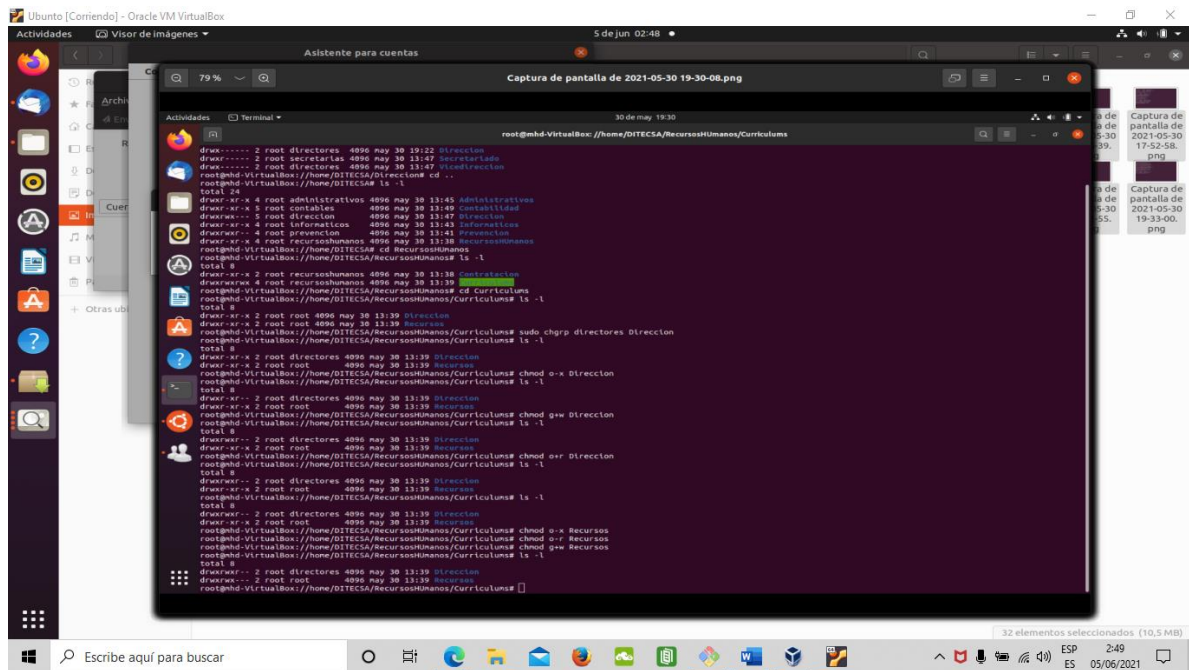 Ubunto [Corriendo] - Oracle VM VirtualBox
Actividades Visor de imágenes 5 de jun 02:48
Asistente para cuentas
79 % Captura de pantalla de 2021-05-30 19-30-08.png
Archiv
Cuer
+ Otras ubi
Captura de pantalla de 2021-05-30 17-52-58.png
Captura de pantalla de 2021-05-30 19-33-00.png
Actividades Terminal 30 de may 19:30
root@mhd-VirtualBox: //home/DITECSA/RecursosHUmanos/Curriculums
drwx------ 2 root directores 4096 may 30 19:22 Direccion
drwxr----- 2 root secretarias 4096 may 30 13:47 Secretariado
drwxr----- 2 root directores 4096 may 30 13:47 Vicedireccion
root@mhd-VirtualBox://home/DITECSA/Direccion# cd ..
root@mhd-VirtualBox://home/DITECSA# ls -l
total 24
drwxr-xr-x 4 root administrativos 4096 may 30 13:45 Administrativos
drwxr-xr-x 5 root contables 4096 may 30 13:49 Contabilidad
drwxrwx--- 5 root direccion 4096 may 30 13:47 Direccion
drwxr-xr-x 4 root informaticos 4096 may 30 13:43 Informaticos
drwxrwxr-- 4 root prevencion 4096 may 30 13:41 Prevencion
drwxr-xr-x 4 root recursoshumanos 4096 may 30 13:38 RecursosHUmanos
root@mhd-VirtualBox://home/DITECSA# cd RecursosHUmanos
root@mhd-VirtualBox://home/DITECSA/RecursosHUmanos# ls -l
total 8
drwxr-xr-x 2 root recursoshumanos 4096 may 30 13:38 Contratacion
drwxrwxrwx 4 root recursoshumanos 4096 may 30 13:39
root@mhd-VirtualBox://home/DITECSA/RecursosHUmanos# cd Curriculums
root@mhd-VirtualBox://home/DITECSA/RecursosHUmanos/Curriculums# ls -l
total 8
drwxr-xr-x 2 root root 4096 may 30 13:39 Direccion
drwxr-xr-x 2 root root 4096 may 30 13:39 Recursos
root@mhd-VirtualBox://home/DITECSA/RecursosHUmanos/Curriculums# sudo chgrp directores Direccion
root@mhd-VirtualBox://home/DITECSA/RecursosHUmanos/Curriculums# ls -l
total 8
drwxr-xr-x 2 root directores 4096 may 30 13:39 Direccion
drwxr-xr-x 2 root root 4096 may 30 13:39 Recursos
root@mhd-VirtualBox://home/DITECSA/RecursosHUmanos/Curriculums# chmod o-x Direccion
root@mhd-VirtualBox://home/DITECSA/RecursosHUmanos/Curriculums# ls -l
total 8
drwxr-xr-- 2 root directores 4096 may 30 13:39 Direccion
drwxr-xr-x 2 root root 4096 may 30 13:39 Recursos
root@mhd-VirtualBox://home/DITECSA/RecursosHUmanos/Curriculums# chmod g+w Direccion
root@mhd-VirtualBox://home/DITECSA/RecursosHUmanos/Curriculums# ls -l
total 8
drwxrwxr-- 2 root directores 4096 may 30 13:39 Direccion
drwxr-xr-x 2 root root 4096 may 30 13:39 Recursos
root@mhd-VirtualBox://home/DITECSA/RecursosHUmanos/Curriculums# chmod o+r Direccion
root@mhd-VirtualBox://home/DITECSA/RecursosHUmanos/Curriculums# ls -l
total 8
drwxrwxr-- 2 root directores 4096 may 30 13:39 Direccion
drwxr-xr-x 2 root root 4096 may 30 13:39 Recursos
root@mhd-VirtualBox://home/DITECSA/RecursosHUmanos/Curriculums# ls -l
total 8
drwxrwxr-- 2 root directores 4096 may 30 13:39 Direccion
drwxr-xr-x 2 root root 4096 may 30 13:39 Recursos
root@mhd-VirtualBox://home/DITECSA/RecursosHUmanos/Curriculums# chmod o-x Recursos
root@mhd-VirtualBox://home/DITECSA/RecursosHUmanos/Curriculums# chmod o-r Recursos
root@mhd-VirtualBox://home/DITECSA/RecursosHUmanos/Curriculums# chmod g+w Recursos
root@mhd-VirtualBox://home/DITECSA/RecursosHUmanos/Curriculums# ls -l
total 8
drwxrwxr-- 2 root directores 4096 may 30 13:39 Direccion
drwxrwx--- 2 root root 4096 may 30 13:39 Recursos
root@mhd-VirtualBox://home/DITECSA/RecursosHUmanos/Curriculums#
32 elementos seleccionados (10,5 MB)
Escribe aquí para buscar
ESP 2:49
ES 05/06/2021